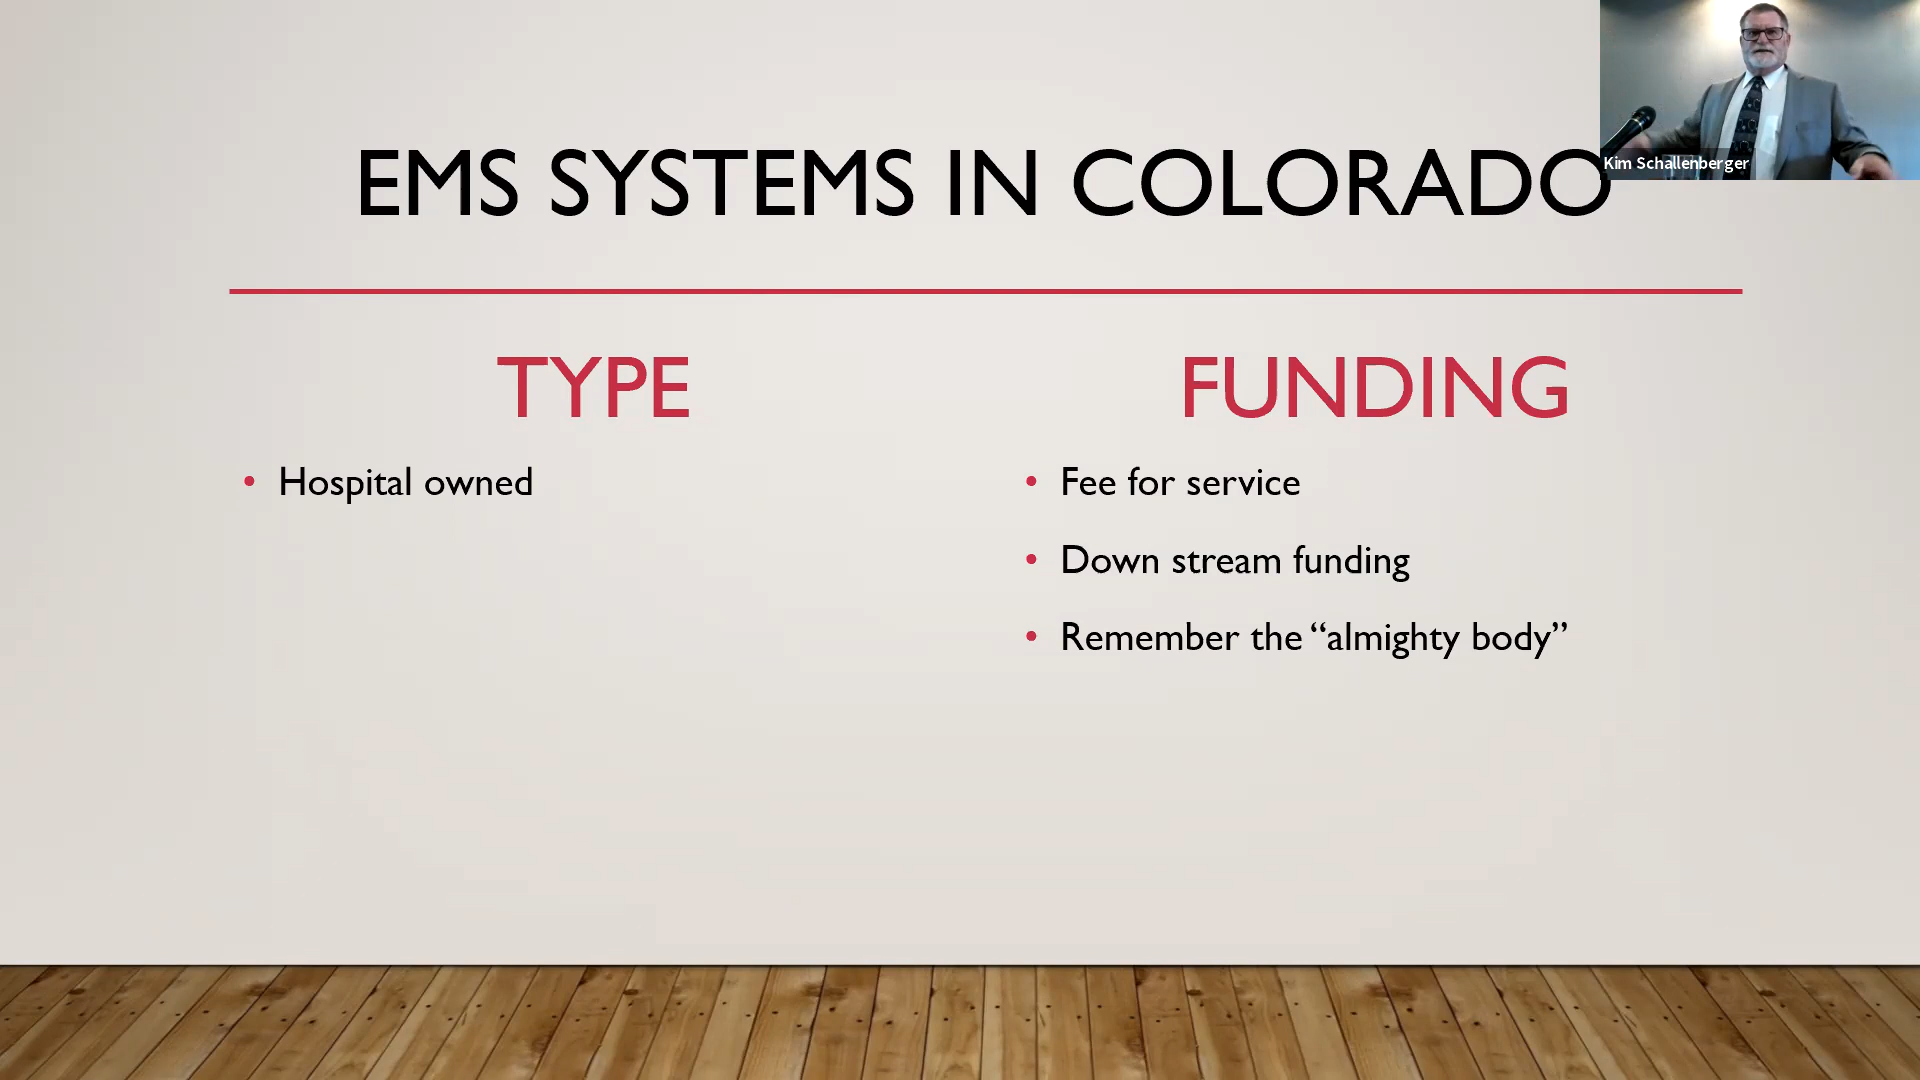 Kim Schallenberger
EMS SYSTEMS IN COLORADO
TYPE
• Hospital owned
FUNDING
• Fee for service
• Down stream funding
• Remember the “almighty body”